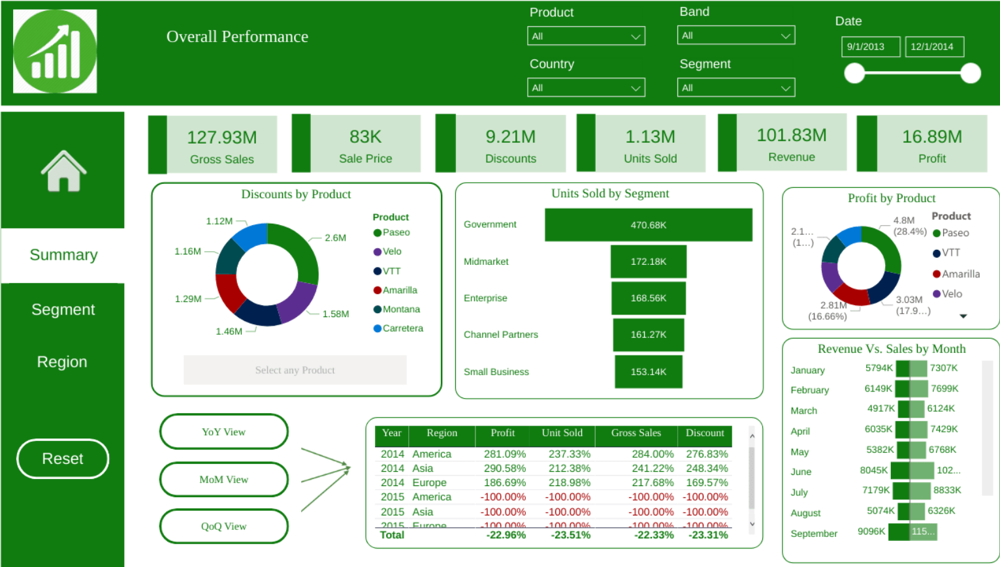 Overall Performance
Product
All
Band
All
Country
All
Segment
All
Date
9/1/2013 12/1/2014
Summary
Segment
Region
Reset
127.93M
Gross Sales
83K
Sale Price
9.21M
Discounts
1.13M
Units Sold
101.83M
Revenue
16.89M
Profit
Discounts by Product
1.12M
1.16M
1.29M
1.46M
1.58M
2.6M
Product
Paseo
Velo
VTT
Amarilla
Montana
Carretera
Select any Product
Units Sold by Segment
Government 470.68K
Midmarket 172.18K
Enterprise 168.56K
Channel Partners 161.27K
Small Business 153.14K
Profit by Product
2.1...
(1...)
4.8M
(28.4%)
2.81M
(16.66%)
3.03M
(17.9...)
Product
Paseo
VTT
Amarilla
Velo
Revenue Vs. Sales by Month
January 5794K 7307K
February 6149K 7699K
March 4917K 6124K
April 6035K 7429K
May 5382K 6768K
June 8045K 102...
July 7179K 8833K
August 5074K 6326K
September 9096K 115...
YoY View
MoM View
QoQ View
Year Region Profit Unit Sold Gross Sales Discount
2014 America 281.09% 237.33% 284.00% 276.83%
2014 Asia 290.58% 212.38% 241.22% 248.34%
2014 Europe 186.69% 218.98% 217.68% 169.57%
2015 America -100.00% -100.00% -100.00% -100.00%
2015 Asia -100.00% -100.00% -100.00% -100.00%
2015 Europe -100.00% -100.00% -100.00% -100.00%
Total -22.96% -23.51% -22.33% -23.31%